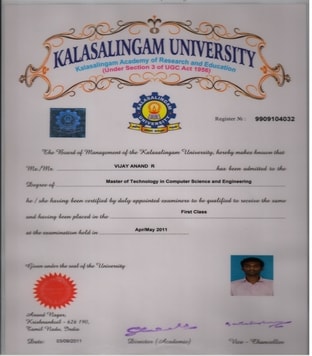 KALASALINGAM UNIVERSITY
Kalasalingam Academy of Research and Education
(Under Section 3 of UGC Act 1956)
Register No : 9909104032
The Board of Management of the Kalasalingam University, hereby makes known that
Mr./Ms. VIJAY ANAND R has been admitted to the
Degree of Master of Technology in Computer Science and Engineering
he / she having been certified by duly appointed examiners to be qualified to receive the same
and having been placed in the First Class
at the examination held in Apr/May 2011
Given under the seal of the University
Anand Nagar,
Krishnankoil - 626 190,
Tamil Nadu, India
Date: Director (Academic) Vice - Chancellor